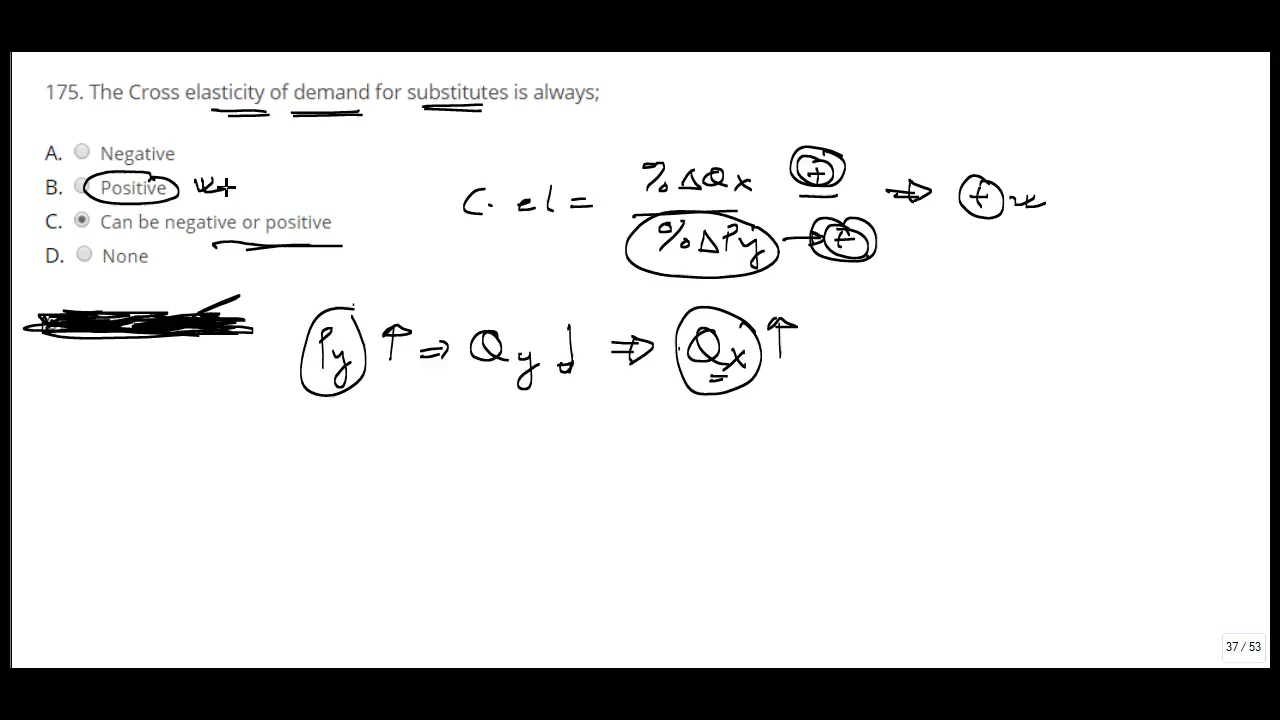 175. The Cross elasticity of demand for substitutes is always;
A. Negative
B. Positive
C. Can be negative or positive
D. None
C. el = %ΔQx + / %ΔPy → + ⇒ +
Py ↑ ⇒ Qy ↓ ⇒ Qx ↑
37 / 53